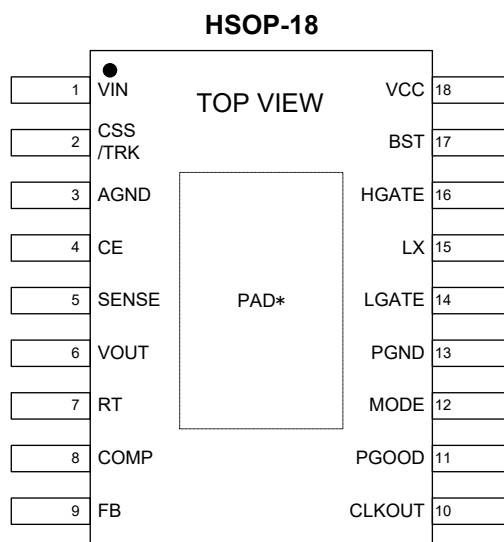 HSOP-18
TOP VIEW
1 VIN
2 CSS
/TRK
3 AGND
4 CE
5 SENSE
6 VOUT
7 RT
8 COMP
9 FB
PAD*
VCC 18
BST 17
HGATE 16
LX 15
LGATE 14
PGND 13
MODE 12
PGOOD 11
CLKOUT 10